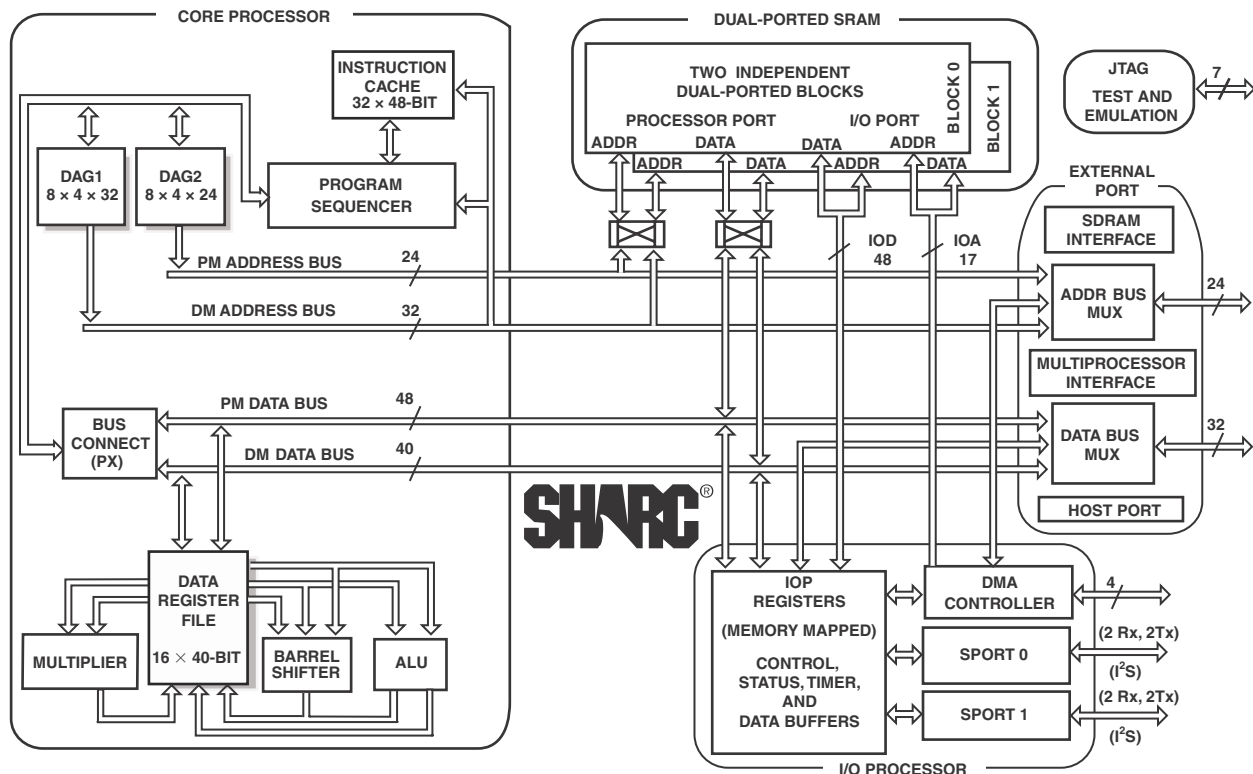 CORE PROCESSOR
INSTRUCTION
CACHE
32 × 48-BIT
DAG1
8 × 4 × 32
DAG2
8 × 4 × 24
PROGRAM
SEQUENCER
PM ADDRESS BUS
24
DM ADDRESS BUS
32
BUS
CONNECT
(PX)
PM DATA BUS
48
DM DATA BUS
40
DATA
REGISTER
FILE
16 × 40-BIT
MULTIPLIER
BARREL
SHIFTER
ALU
DUAL-PORTED SRAM
TWO INDEPENDENT
DUAL-PORTED BLOCKS
PROCESSOR PORT
I/O PORT
BLOCK 0
BLOCK 1
ADDR
DATA
DATA
ADDR
ADDR
DATA
ADDR
DATA
IOD
48
IOA
17
JTAG
TEST AND
EMULATION
7
EXTERNAL
PORT
SDRAM
INTERFACE
ADDR BUS
MUX
24
MULTIPROCESSOR
INTERFACE
DATA BUS
MUX
32
HOST PORT
SHARC®
IOP
REGISTERS
(MEMORY MAPPED)
CONTROL,
STATUS, TIMER,
AND
DATA BUFFERS
DMA
CONTROLLER
4
SPORT 0
(2 Rx, 2Tx)
(I²S)
SPORT 1
(2 Rx, 2Tx)
(I²S)
I/O PROCESSOR